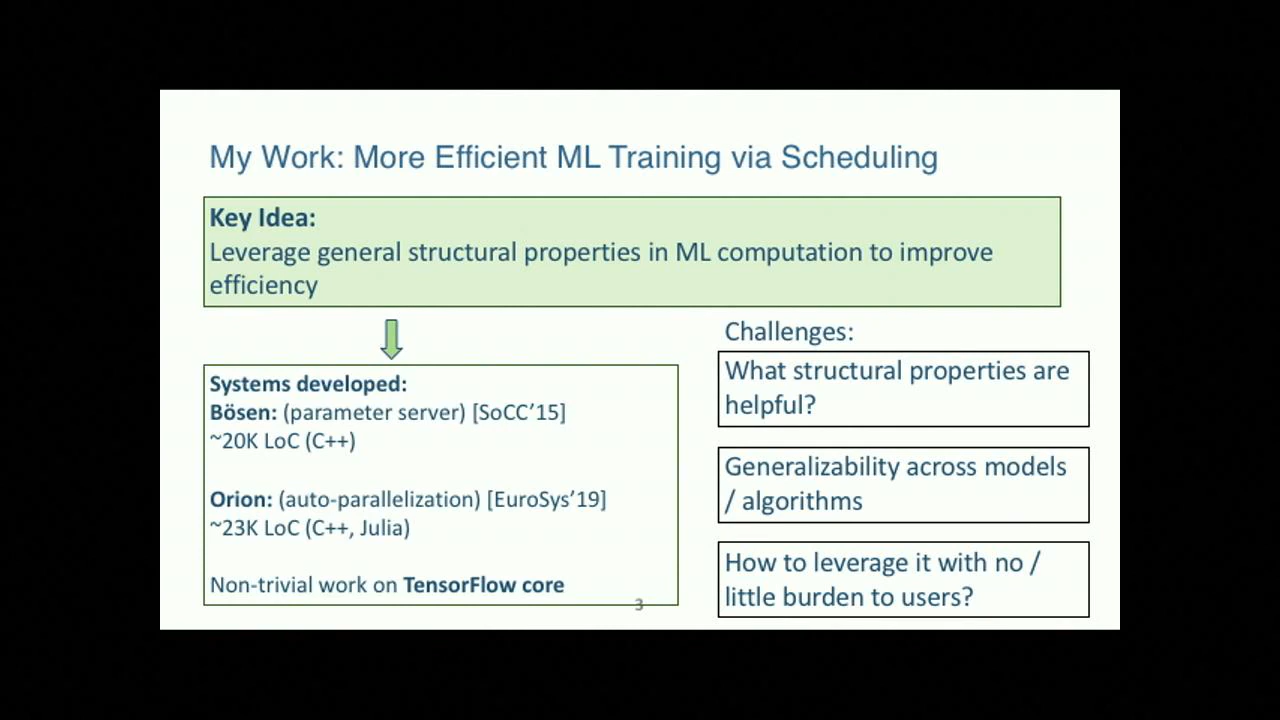 My Work: More Efficient ML Training via Scheduling
Key Idea:
Leverage general structural properties in ML computation to improve
efficiency
Systems developed:
Bösen: (parameter server) [SoCC’15]
~20K LoC (C++)
Orion: (auto-parallelization) [EuroSys’19]
~23K LoC (C++, Julia)
Non-trivial work on TensorFlow core
Challenges:
What structural properties are
helpful?
Generalizability across models
/ algorithms
How to leverage it with no /
little burden to users?
3